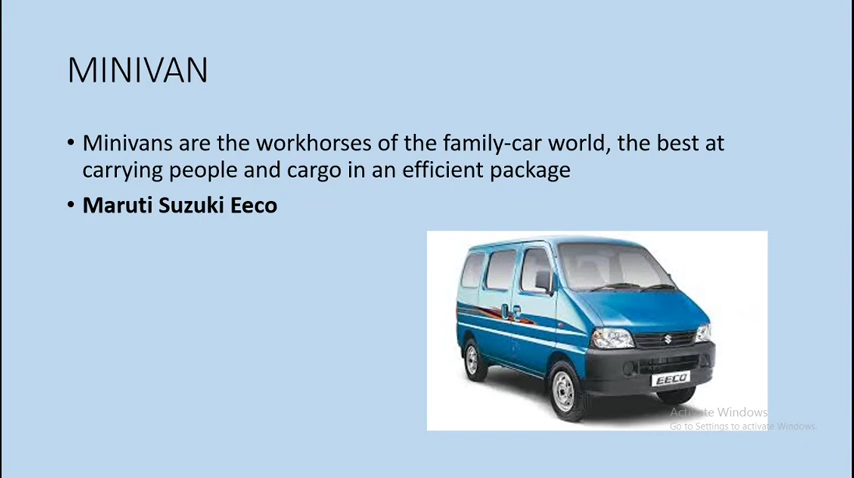 MINIVAN
• Minivans are the workhorses of the family-car world, the best at
carrying people and cargo in an efficient package
• Maruti Suzuki Eeco
EECO
Activate Windows
Go to Settings to activate Windows.